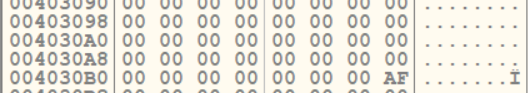 00403090 00 00 00 00 00 00 00 00 ........
00403098 00 00 00 00 00 00 00 00 ........
004030A0 00 00 00 00 00 00 00 00 ........
004030A8 00 00 00 00 00 00 00 00 ........
004030B0 00 00 00 00 00 00 00 AF .......Ï